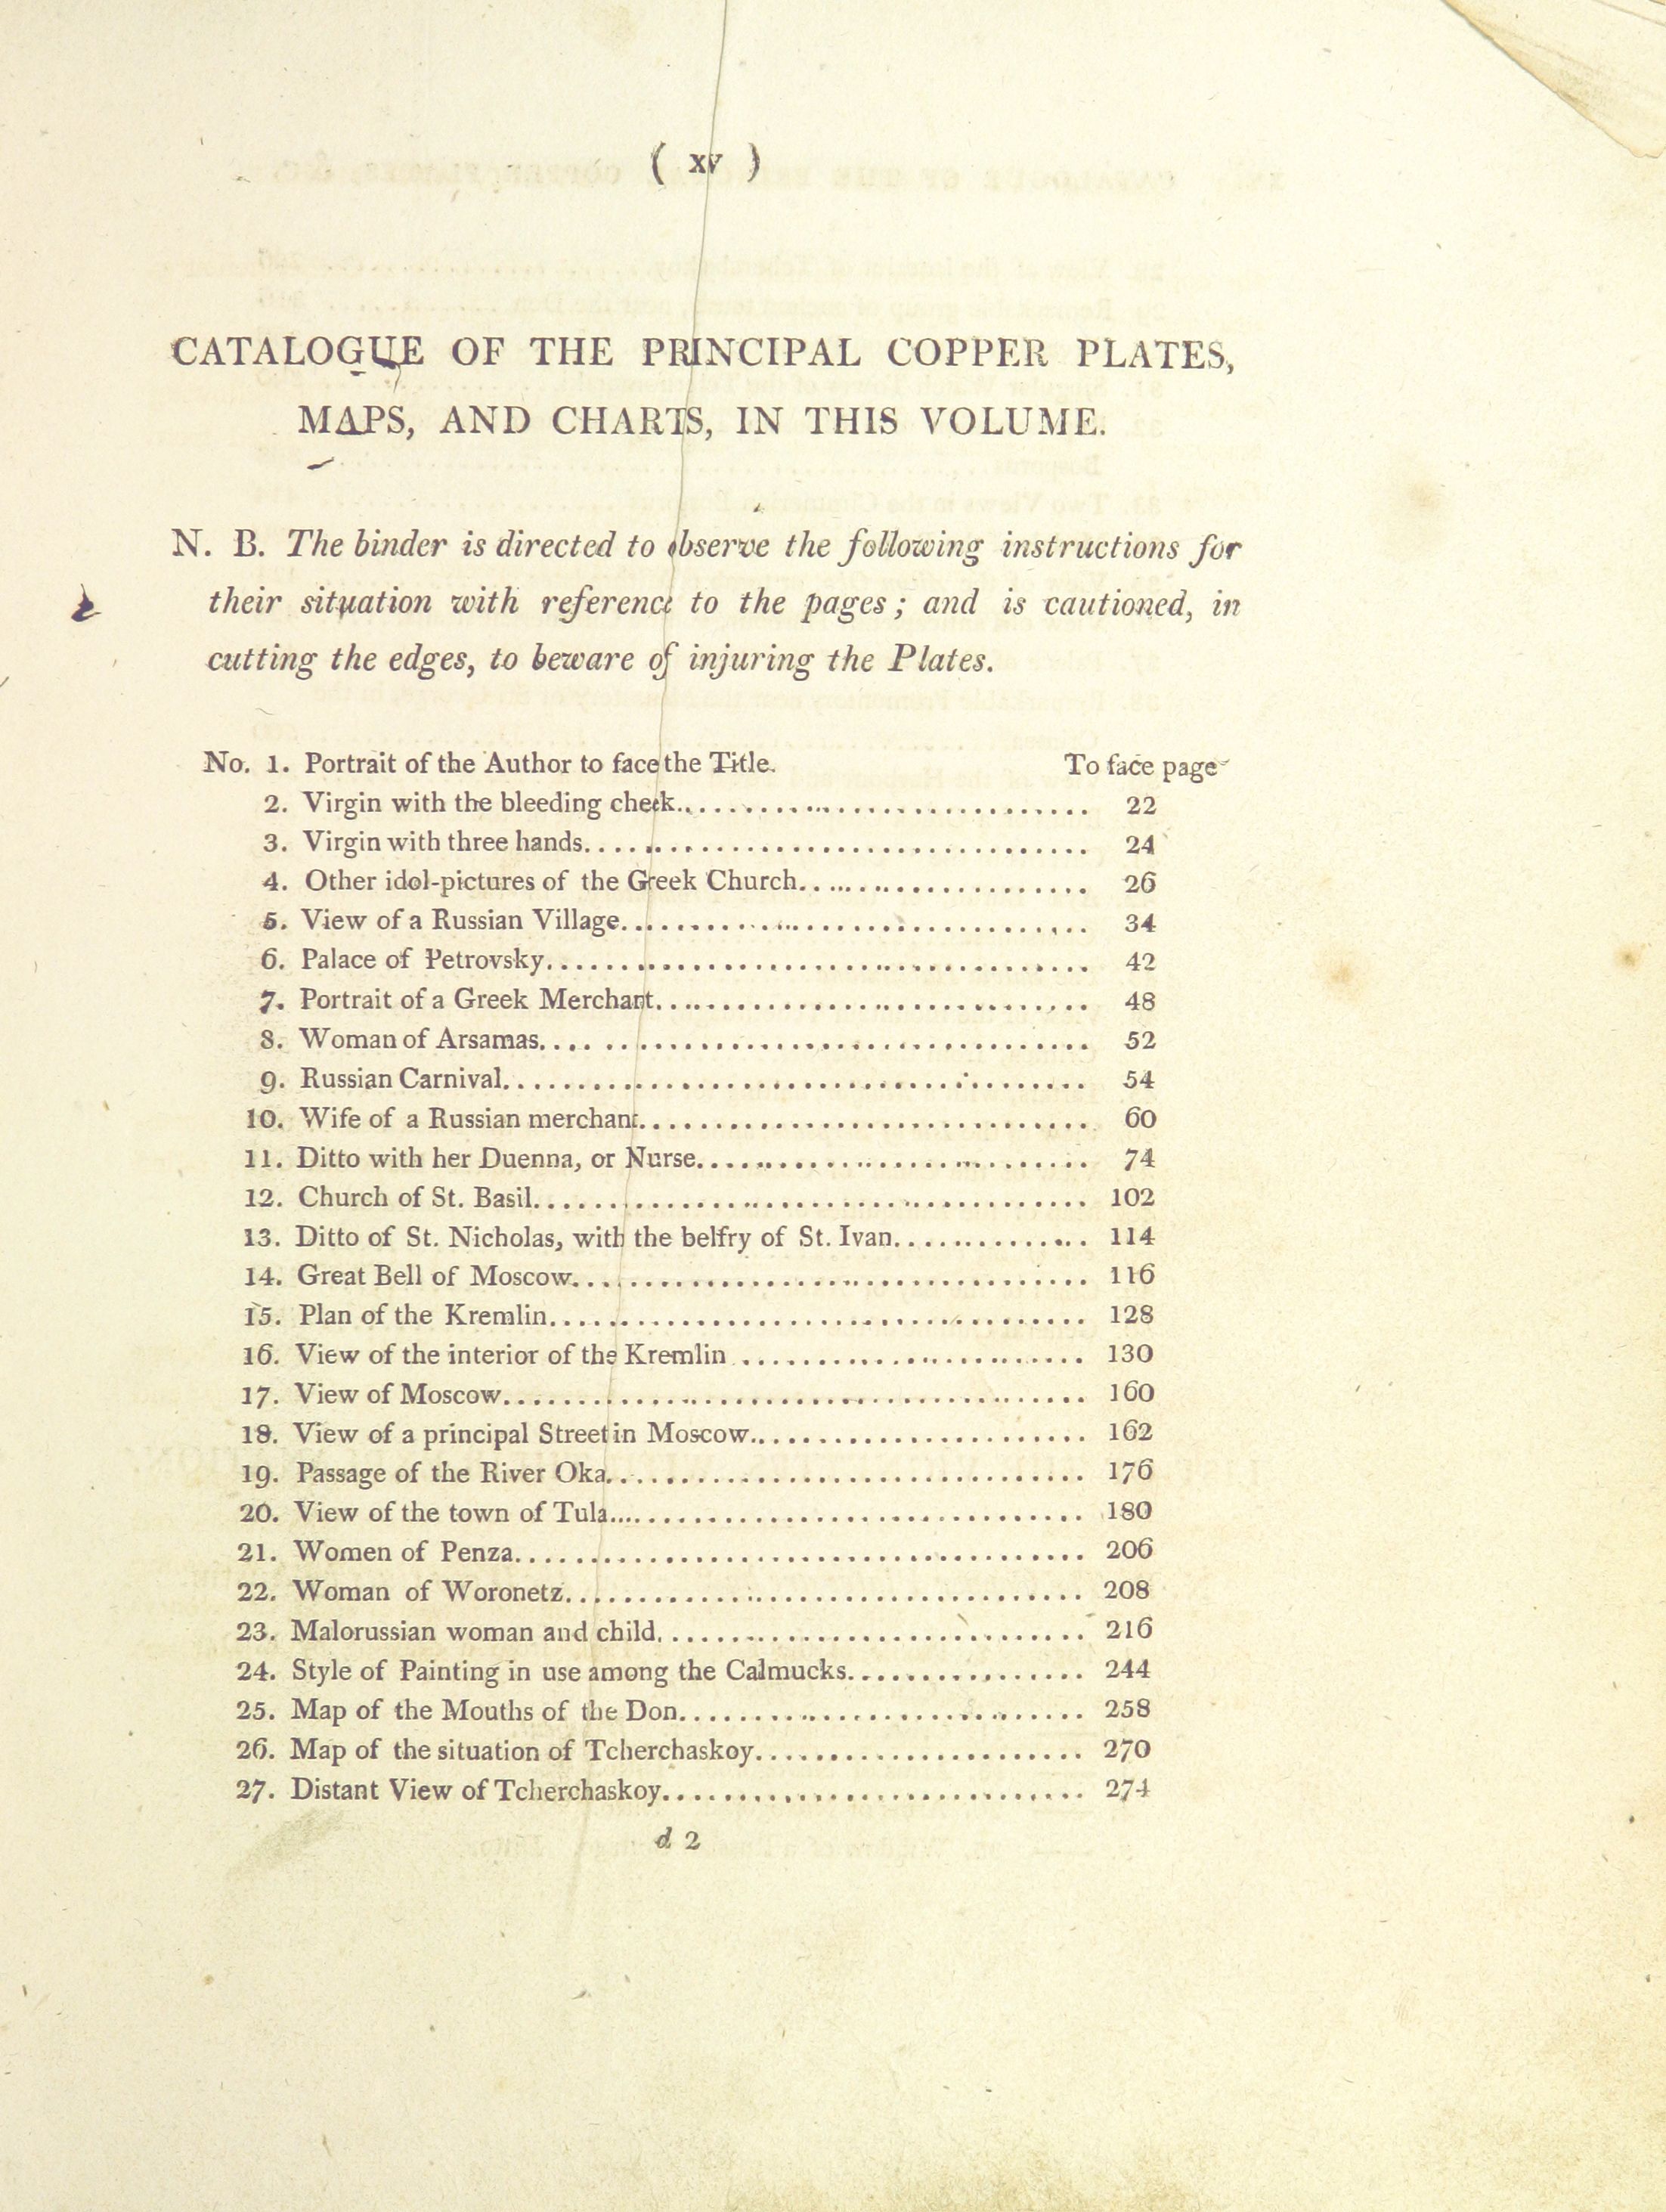 ( xv )
CATALOGUE OF THE PRINCIPAL COPPER PLATES,
MAPS, AND CHARTS, IN THIS VOLUME.
N. B. The binder is directed to observe the following instructions for
their situation with reference to the pages; and is cautioned, in
cutting the edges, to beware of injuring the Plates.
No. 1. Portrait of the Author to face the Title. To face page
2. Virgin with the bleeding cheek.................................... 22
3. Virgin with three hands.................................... 24
4. Other idol-pictures of the Greek Church.................... 26
5. View of a Russian Village.................................... 34
6. Palace of Petrovsky.................................... 42
7. Portrait of a Greek Merchant.................................... 48
8. Woman of Arsamas.................................... 52
9. Russian Carnival.................................... 54
10. Wife of a Russian merchant.............................. 60
11. Ditto with her Duenna, or Nurse.............................. 74
12. Church of St. Basil.................................... 102
13. Ditto of St. Nicholas, with the belfry of St. Ivan.............. 114
14. Great Bell of Moscow.................................... 116
15. Plan of the Kremlin.................................... 128
16. View of the interior of the Kremlin ........................ 130
17. View of Moscow.................................... 160
18. View of a principal Street in Moscow........................ 162
19. Passage of the River Oka.............................. 176
20. View of the town of Tula.............................. 180
21. Women of Penza.................................... 206
22. Woman of Woronetz.................................... 208
23. Malorussian woman and child.............................. 216
24. Style of Painting in use among the Calmucks................ 244
25. Map of the Mouths of the Don.............................. 258
26. Map of the situation of Tcherchaskoy...................... 270
27. Distant View of Tcherchaskoy.............................. 274
d 2